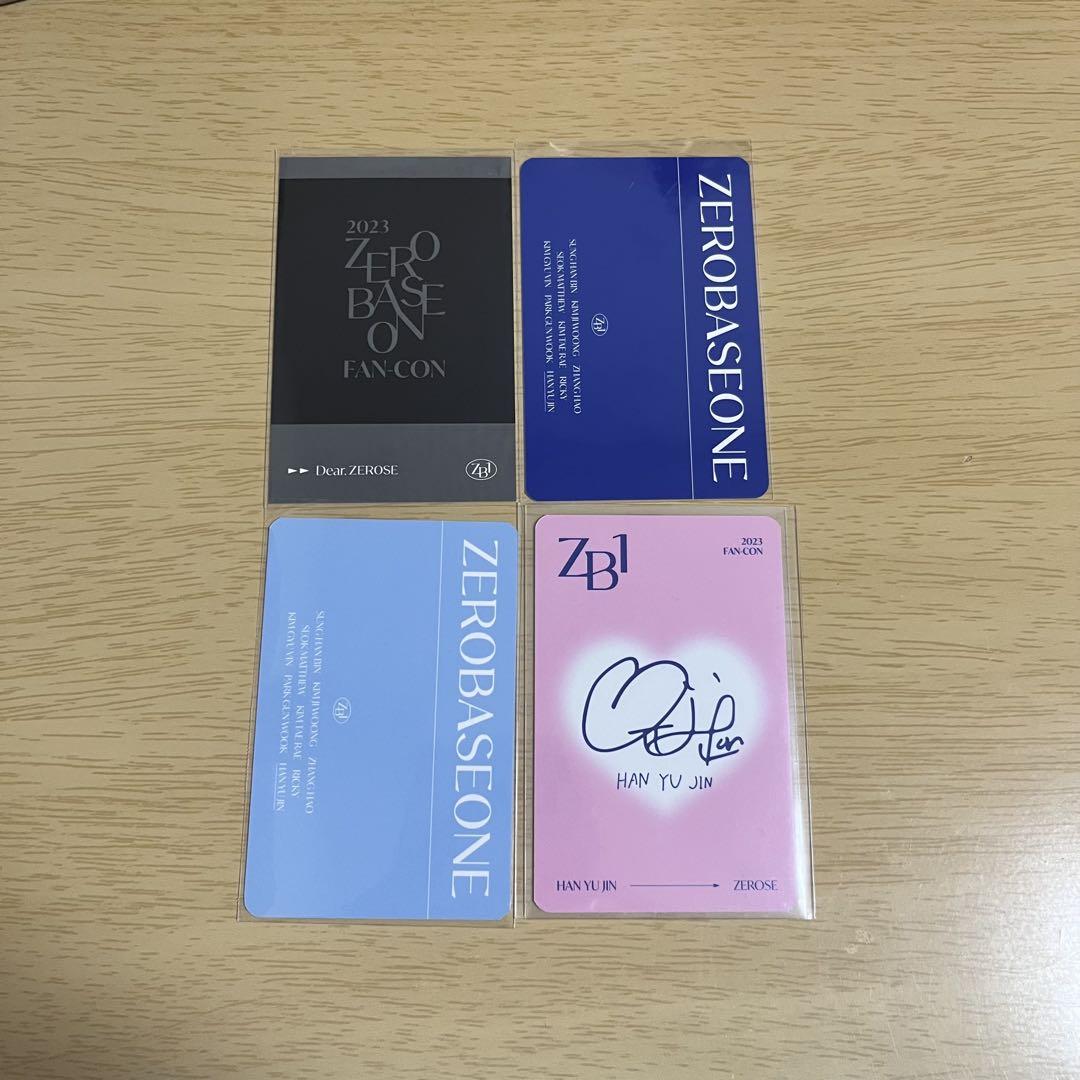 2023
ZERO
BASE
ON
FAN-CON
►► Dear. ZEROSE
ZB1
ZEROBASEONE
SUNG HAN BIN KIM JI WOONG ZHANG HAO
SEOK MATTHEW KIM TAE RAE RICKY
KIM GYU VIN PARK GUN WOOK HAN YU JIN
ZB1
ZEROBASEONE
SUNG HAN BIN KIM JI WOONG ZHANG HAO
SEOK MATTHEW KIM TAE RAE RICKY
KIM GYU VIN PARK GUN WOOK HAN YU JIN
ZB1
ZB1
2023
FAN-CON
HAN YU JIN
HAN YU JIN → ZEROSE